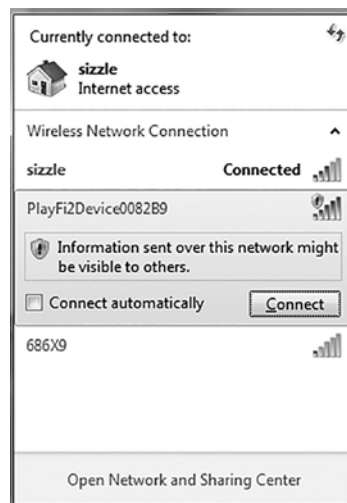 Currently connected to:
sizzle
Internet access
Wireless Network Connection
sizzle Connected
PlayFi2Device0082B9
Information sent over this network might
be visible to others.
Connect automatically Connect
686X9
Open Network and Sharing Center